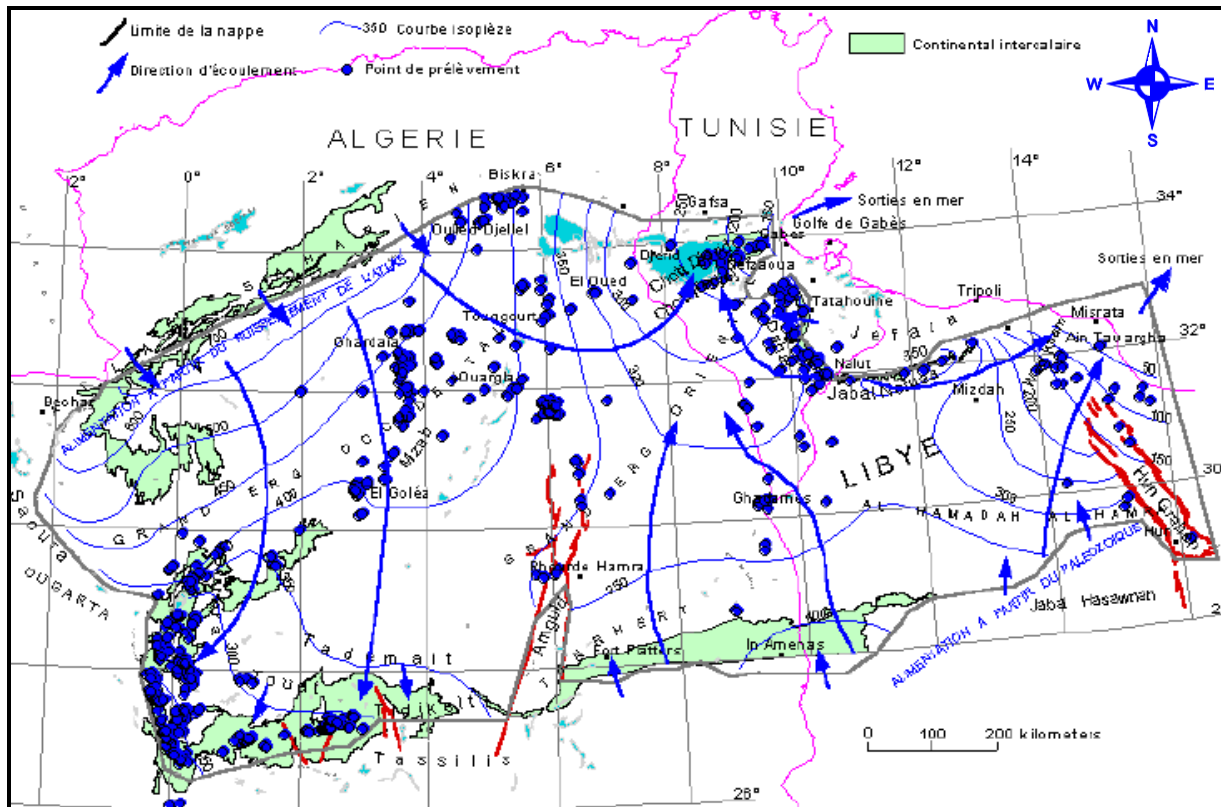 Limite de la nappe
350 Courbe isopièze
Continental intercalaire
Direction d'écoulement
Point de prélèvement
N
W E
S
ALGERIE
TUNISIE
2° 0° 2° 4° 6° 8° 10° 12° 14°
34°
32°
30°
26°
Biskra
Gafsa
Sorties en mer
Golfe de Gabès
Ouled Djellel
Djerid
Nefzaoua
El Oued
Sorties en mer
Tripoli
Tatahouine
Misrata
Jefara
Ain Tavargha
Touggourt
Ghardaia
Nalut
Ouargla
Mizdah
Bechar
ALIMENTATION A PARTIR DU RUISSELLEMENT DE L'ATLAS
GRAND ERG OCCIDENTAL
Mzab
El Goléa
GRAND ERG ORIENTAL
LIBYE
Ghadames
AL HAMADAH AL HAMRA
Hun Graben
Hun
Saoura
OUGARTA
Rhourde Hamra
Amguid
TINRHERT
Fort Flatters
In Amenas
Jabal Hasawnah
ALIMENTATION A PARTIR DU PALEOZOIQUE
Tademait
Touat
Tidikelt
Tassilis
0 100 200 kilometers